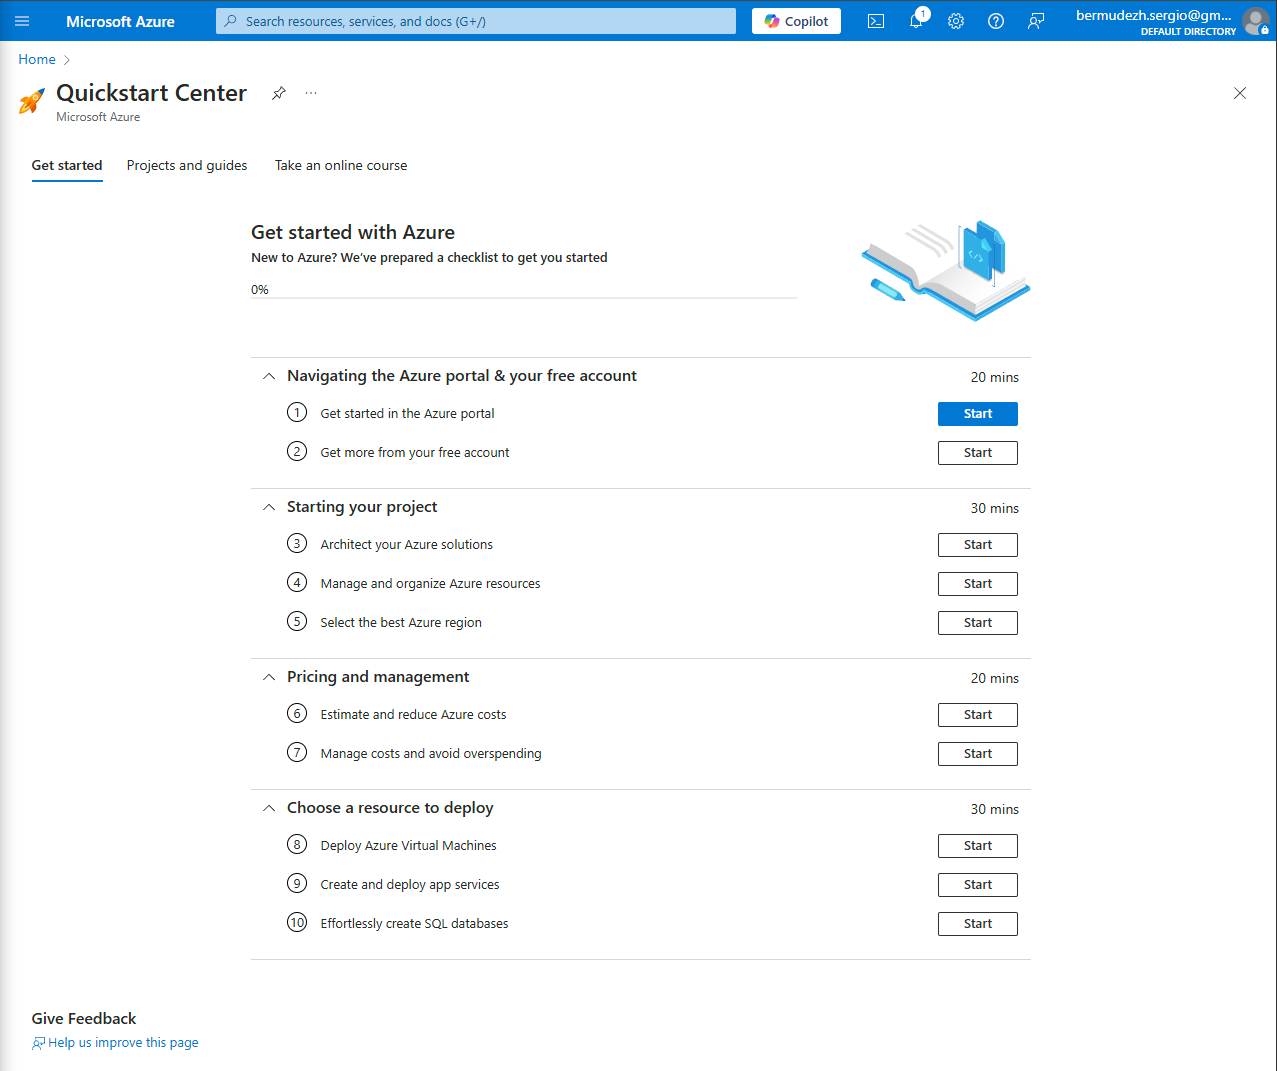 Microsoft Azure
Search resources, services, and docs (G+/)
Copilot
1
bermudezh.sergio@gm...
DEFAULT DIRECTORY
Home
Quickstart Center
...
Microsoft Azure
Get started
Projects and guides
Take an online course
Get started with Azure
New to Azure? We've prepared a checklist to get you started
0%
Navigating the Azure portal & your free account
20 mins
1 Get started in the Azure portal
Start
2 Get more from your free account
Start
Starting your project
30 mins
3 Architect your Azure solutions
Start
4 Manage and organize Azure resources
Start
5 Select the best Azure region
Start
Pricing and management
20 mins
6 Estimate and reduce Azure costs
Start
7 Manage costs and avoid overspending
Start
Choose a resource to deploy
30 mins
8 Deploy Azure Virtual Machines
Start
9 Create and deploy app services
Start
10 Effortlessly create SQL databases
Start
Give Feedback
Help us improve this page